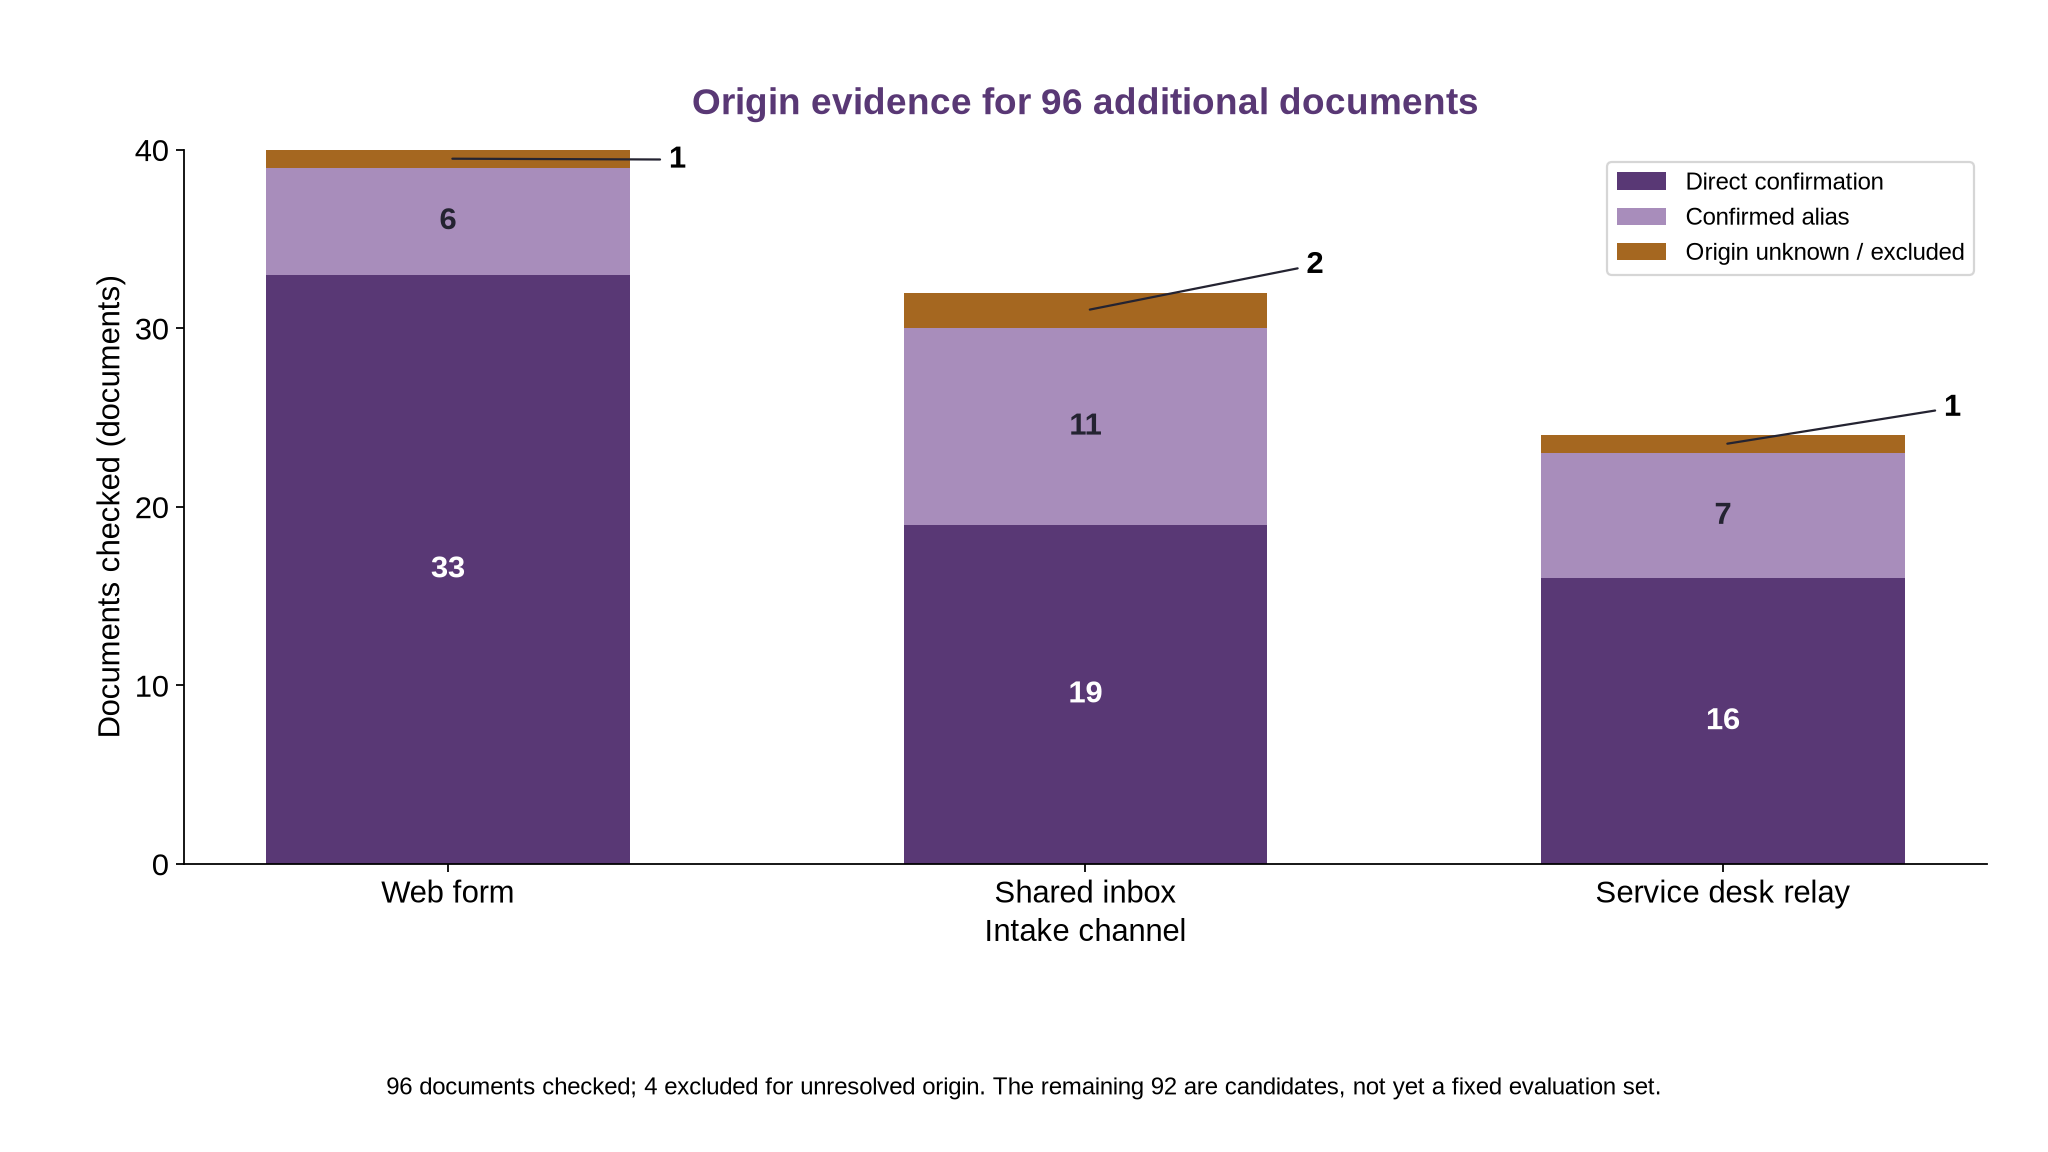 Origin evidence for 96 additional documents
Documents checked (documents)
40
30
20
10
0
1
6
33
2
11
19
1
7
16
Direct confirmation
Confirmed alias
Origin unknown / excluded
Web form
Shared inbox
Service desk relay
Intake channel
96 documents checked; 4 excluded for unresolved origin. The remaining 92 are candidates, not yet a fixed evaluation set.